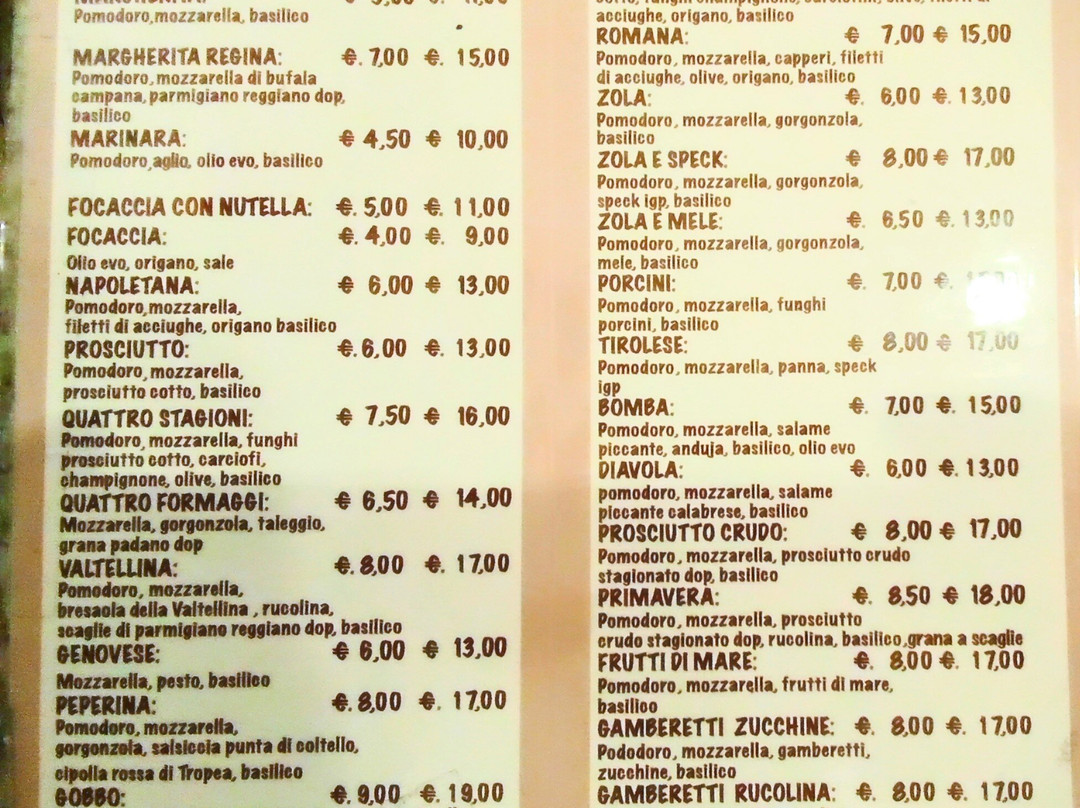 Pomodoro,mozzarella, basilico
MARGHERITA REGINA: €. 7,00 €. 15,00
Pomodoro, mozzarella di bufala
campana, parmigiano reggiano dop,
basilico
MARINARA: € 4,50 € 10,00
Pomodoro,aglio, olio evo, basilico
FOCACCIA CON NUTELLA: €. 5,00 €. 11,00
FOCACCIA: €. 4,00 €. 9,00
Olio evo, origano, sale
NAPOLETANA: € 6,00 € 13,00
Pomodoro,mozzarella,
filetti di acciughe, origano basilico
PROSCIUTTO: €. 6,00 €. 13,00
Pomodoro, mozzarella,
prosciutto cotto, basilico
QUATTRO STAGIONI: € 7,50 € 16,00
Pomodoro, mozzarella, funghi
prosciutto cotto, carciofi,
champignone, olive, basilico
QUATTRO FORMAGGI: € 6,50 € 14,00
Mozzarella, gorgonzola, taleggio,
grana padano dop
VALTELLINA: €. 8,00 €. 17,00
Pomodoro, mozzarella,
bresaola della Valtellina , rucolina,
scaglie di parmigiano reggiano dop, basilico
GENOVESE: € 6,00 € 13,00
Mozzarella, pesto, basilico
PEPERINA: €. 8,00 €. 17,00
Pomodoro, mozzarella,
gorgonzola, salsiccia punta di coltello,
cipolla rossa di Tropea, basilico
GOBBO: €. 9,00 €. 19,00
acciughe, origano, basilico
ROMANA: € 7,00 € 15,00
Pomodoro, mozzarella, capperi, filetti
di acciughe, olive, origano, basilico
ZOLA: €. 6,00 €. 13,00
Pomodoro, mozzarella, gorgonzola,
basilico
ZOLA E SPECK: € 8,00 € 17,00
Pomodoro, mozzarella, gorgonzola,
speck igp, basilico
ZOLA E MELE: €. 6,50 €. 13,00
Pomodoro, mozzarella, gorgonzola,
mele, basilico
PORCINI: €. 7,00 €.
Pomodoro, mozzarella, funghi
porcini, basilico
TIROLESE: € 8,00 € 17,00
Pomodoro, mozzarella, panna, speck
igp
BOMBA: €. 7,00 €. 15,00
Pomodoro, mozzarella, salame
piccante, anduja, basilico, olio evo
DIAVOLA: €. 6,00 €. 13,00
pomodoro, mozzarella, salame
piccante calabrese, basilico
PROSCIUTTO CRUDO: € 8,00 € 17,00
Pomodoro, mozzarella, prosciutto crudo
stagionato dop, basilico
PRIMAVERA: €. 8,50 € 18,00
Pomodoro, mozzarella, prosciutto
crudo stagionato dop, rucolina, basilico,grana a scaglie
FRUTTI DI MARE: €. 8,00 €. 17,00
Pomodoro, mozzarella, frutti di mare,
basilico
GAMBERETTI ZUCCHINE: €. 8,00 €. 17,00
Pododoro, mozzarella, gamberetti,
zucchine, basilico
GAMBERETTI RUCOLINA: €. 8,00 €. 17,00